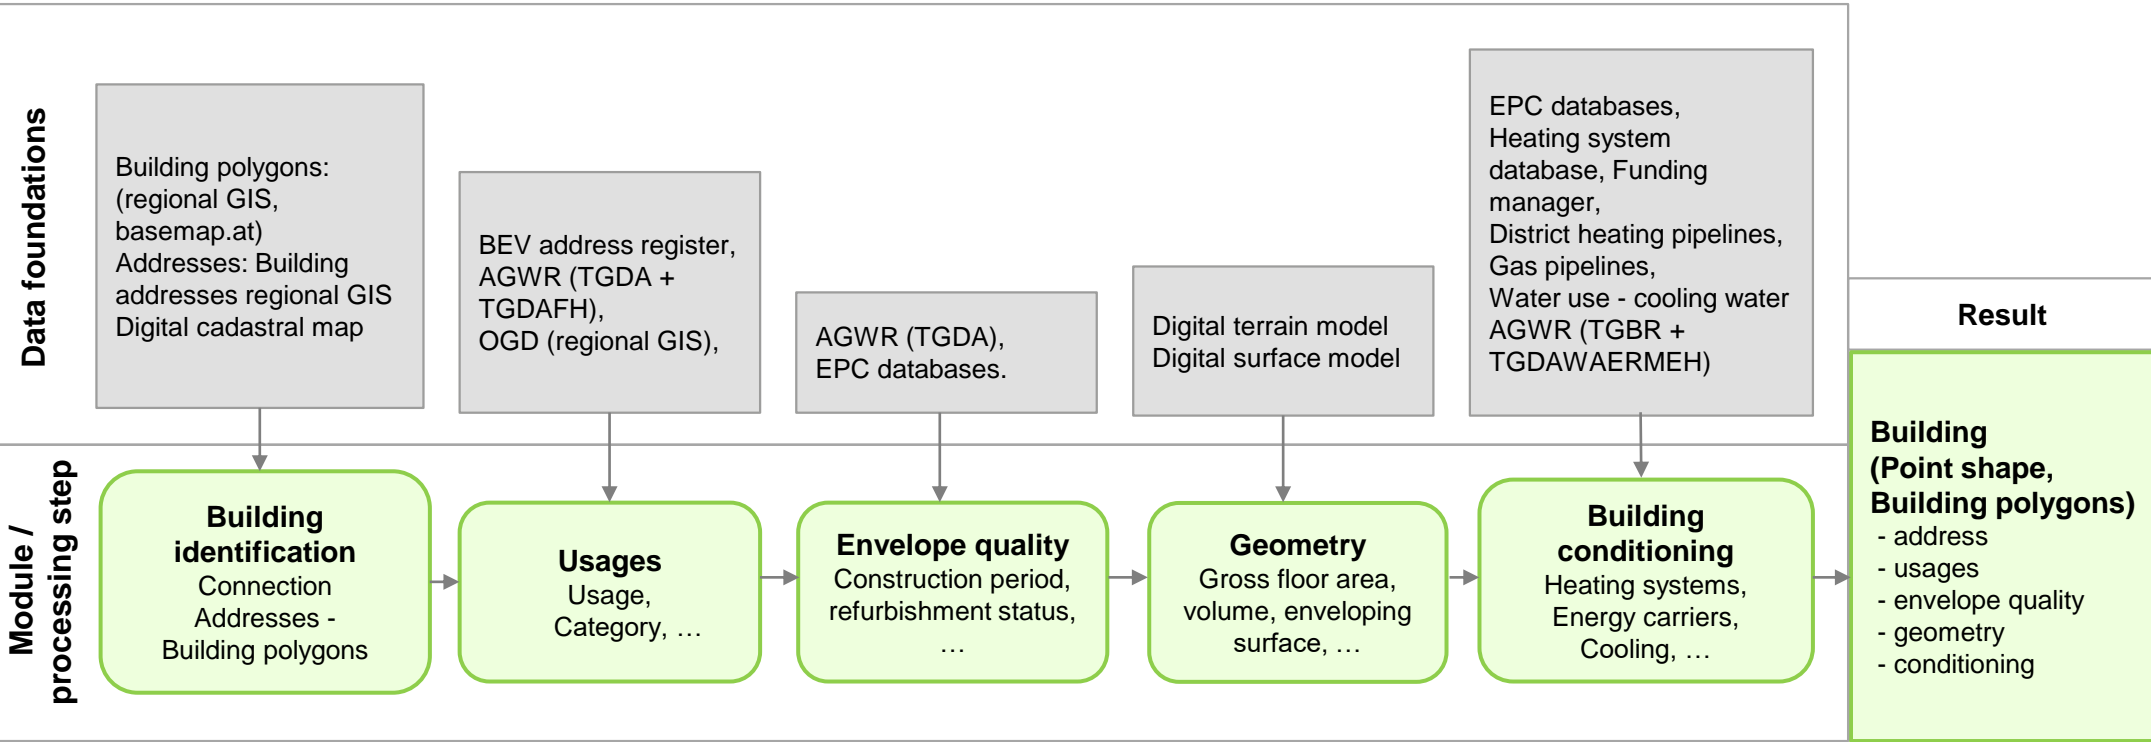 Data foundations
Building polygons:
(regional GIS,
basemap.at)
Addresses: Building
addresses regional GIS
Digital cadastral map
BEV address register,
AGWR (TGDA +
TGDAFH),
OGD (regional GIS),
AGWR (TGDA),
EPC databases.
Digital terrain model
Digital surface model
EPC databases,
Heating system
database, Funding
manager,
District heating pipelines,
Gas pipelines,
Water use - cooling water
AGWR (TGBR +
TGDAWAERMEH)
Module /
processing step
Building
identification
Connection
Addresses -
Building polygons
Usages
Usage,
Category, …
Envelope quality
Construction period,
refurbishment status,
…
Geometry
Gross floor area,
volume, enveloping
surface, …
Building
conditioning
Heating systems,
Energy carriers,
Cooling, …
Result
Building
(Point shape,
Building polygons)
- address
- usages
- envelope quality
- geometry
- conditioning